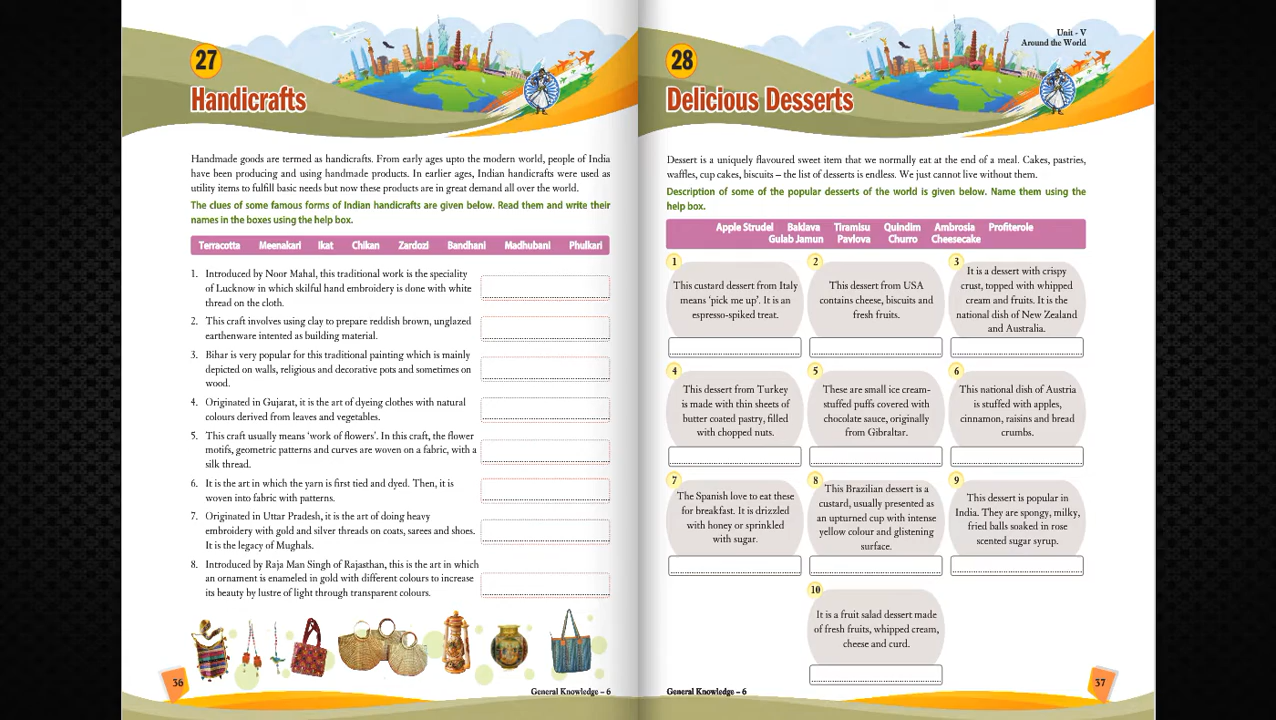 27
Handicrafts
Handmade goods are termed as handicrafts. From early ages upto the modern world, people of India
have been producing and using handmade products. In earlier ages, Indian handicrafts were used as
utility items to fulfill basic needs but now these products are in great demand all over the world.
The clues of some famous forms of Indian handicrafts are given below. Read them and write their
names in the boxes using the help box.
Terracotta Meenakari Ikat Chikan Zardozi Bandhani Madhubani Phulkari
1. Introduced by Noor Mahal, this traditional work is the speciality
of Lucknow in which skilful hand embroidery is done with white
thread on the cloth.
2. This craft involves using clay to prepare reddish brown, unglazed
earthenware intented as building material.
3. Bihar is very popular for this traditional painting which is mainly
depicted on walls, religious and decorative pots and sometimes on
wood.
4. Originated in Gujarat, it is the art of dyeing clothes with natural
colours derived from leaves and vegetables.
5. This craft usually means ‘work of flowers’. In this craft, the flower
motifs, geometric patterns and curves are woven on a fabric, with a
silk thread.
6. It is the art in which the yarn is first tied and dyed. Then, it is
woven into fabric with patterns.
7. Originated in Uttar Pradesh, it is the art of doing heavy
embroidery with gold and silver threads on coats, sarees and shoes.
It is the legacy of Mughals.
8. Introduced by Raja Man Singh of Rajasthan, this is the art in which
an ornament is enameled in gold with different colours to increase
its beauty by lustre of light through transparent colours.
36
General Knowledge – 6
Unit - V
Around the World
28
Delicious Desserts
Dessert is a uniquely flavoured sweet item that we normally eat at the end of a meal. Cakes, pastries,
waffles, cup cakes, biscuits – the list of desserts is endless. We just cannot live without them.
Description of some of the popular desserts of the world is given below. Name them using the
help box.
Apple Strudel Baklava Tiramisu Quindim Ambrosia Profiterole
Gulab Jamun Pavlova Churro Cheesecake
1
This custard dessert from Italy
means ‘pick me up’. It is an
espresso-spiked treat.
2
This dessert from USA
contains cheese, biscuits and
fresh fruits.
3
It is a dessert with crispy
crust, topped with whipped
cream and fruits. It is the
national dish of New Zealand
and Australia.
4
This dessert from Turkey
is made with thin sheets of
butter coated pastry, filled
with chopped nuts.
5
These are small ice cream-
stuffed puffs covered with
chocolate sauce, originally
from Gibraltar.
6
This national dish of Austria
is stuffed with apples,
cinnamon, raisins and bread
crumbs.
7
The Spanish love to eat these
for breakfast. It is drizzled
with honey or sprinkled
with sugar.
8
This Brazilian dessert is a
custard, usually presented as
an upturned cup with intense
yellow colour and glistening
surface.
9
This dessert is popular in
India. They are spongy, milky,
fried balls soaked in rose
scented sugar syrup.
10
It is a fruit salad dessert made
of fresh fruits, whipped cream,
cheese and curd.
General Knowledge – 6
37